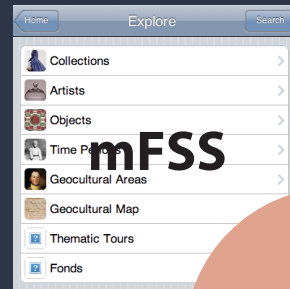 Home Explore Search
Collections
Artists
Objects
Time Pe
mFSS
Geocultural Areas
Geocultural Map
Thematic Tours
Fonds